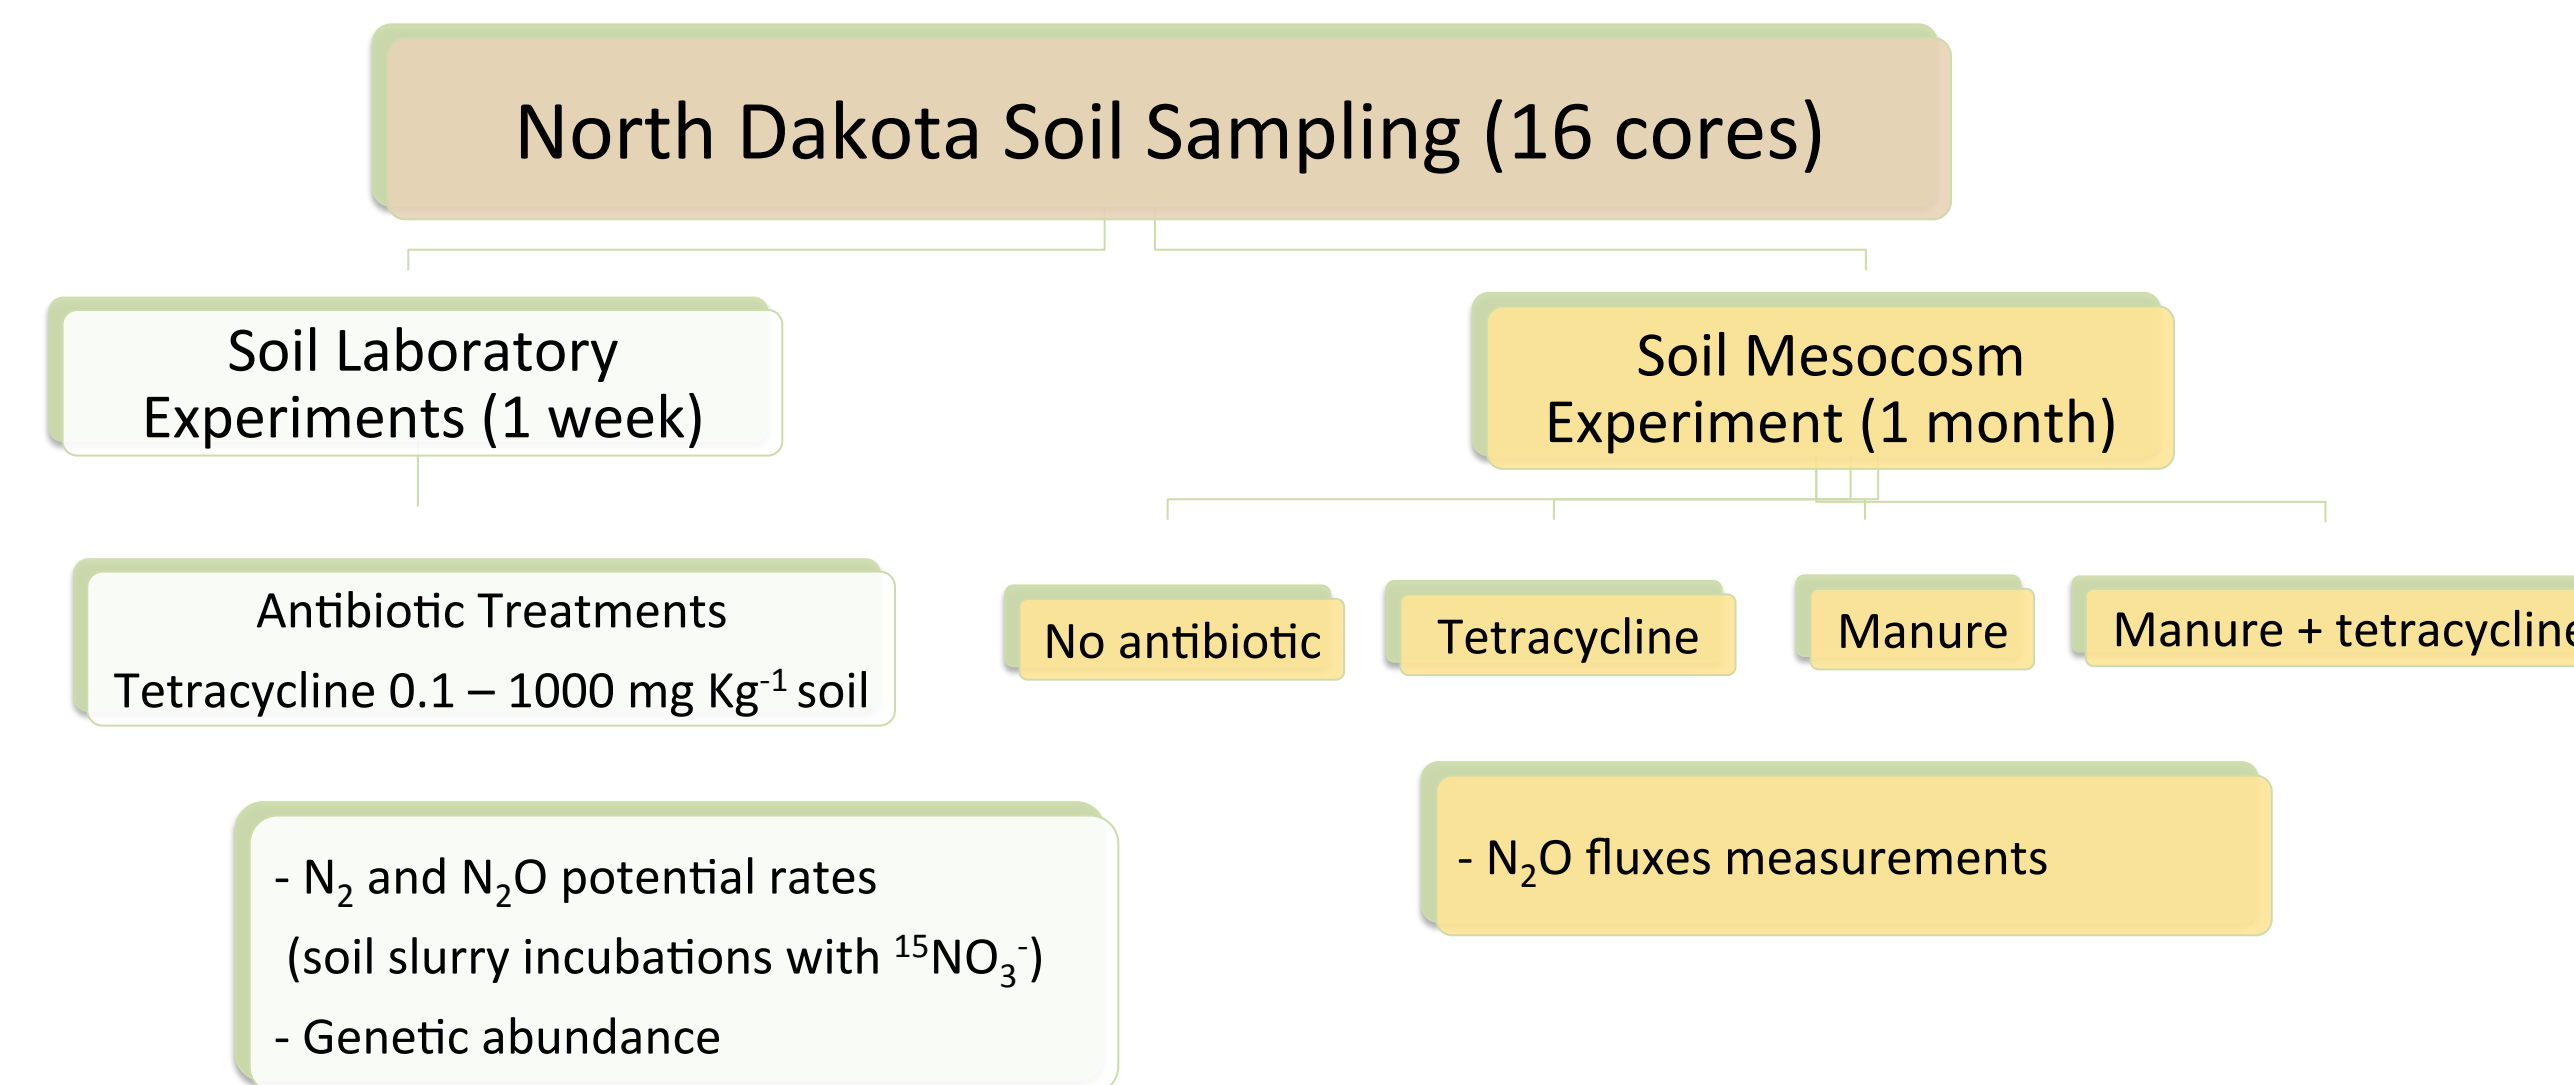 North Dakota Soil Sampling (16 cores)
Soil Laboratory
Experiments (1 week)
Soil Mesocosm
Experiment (1 month)
Antibiotic Treatments
Tetracycline 0.1 – 1000 mg Kg⁻¹ soil
No antibiotic
Tetracycline
Manure
Manure + tetracycline
- N₂ and N₂O potential rates
(soil slurry incubations with ¹⁵NO₃⁻)
- Genetic abundance
- N₂O fluxes measurements